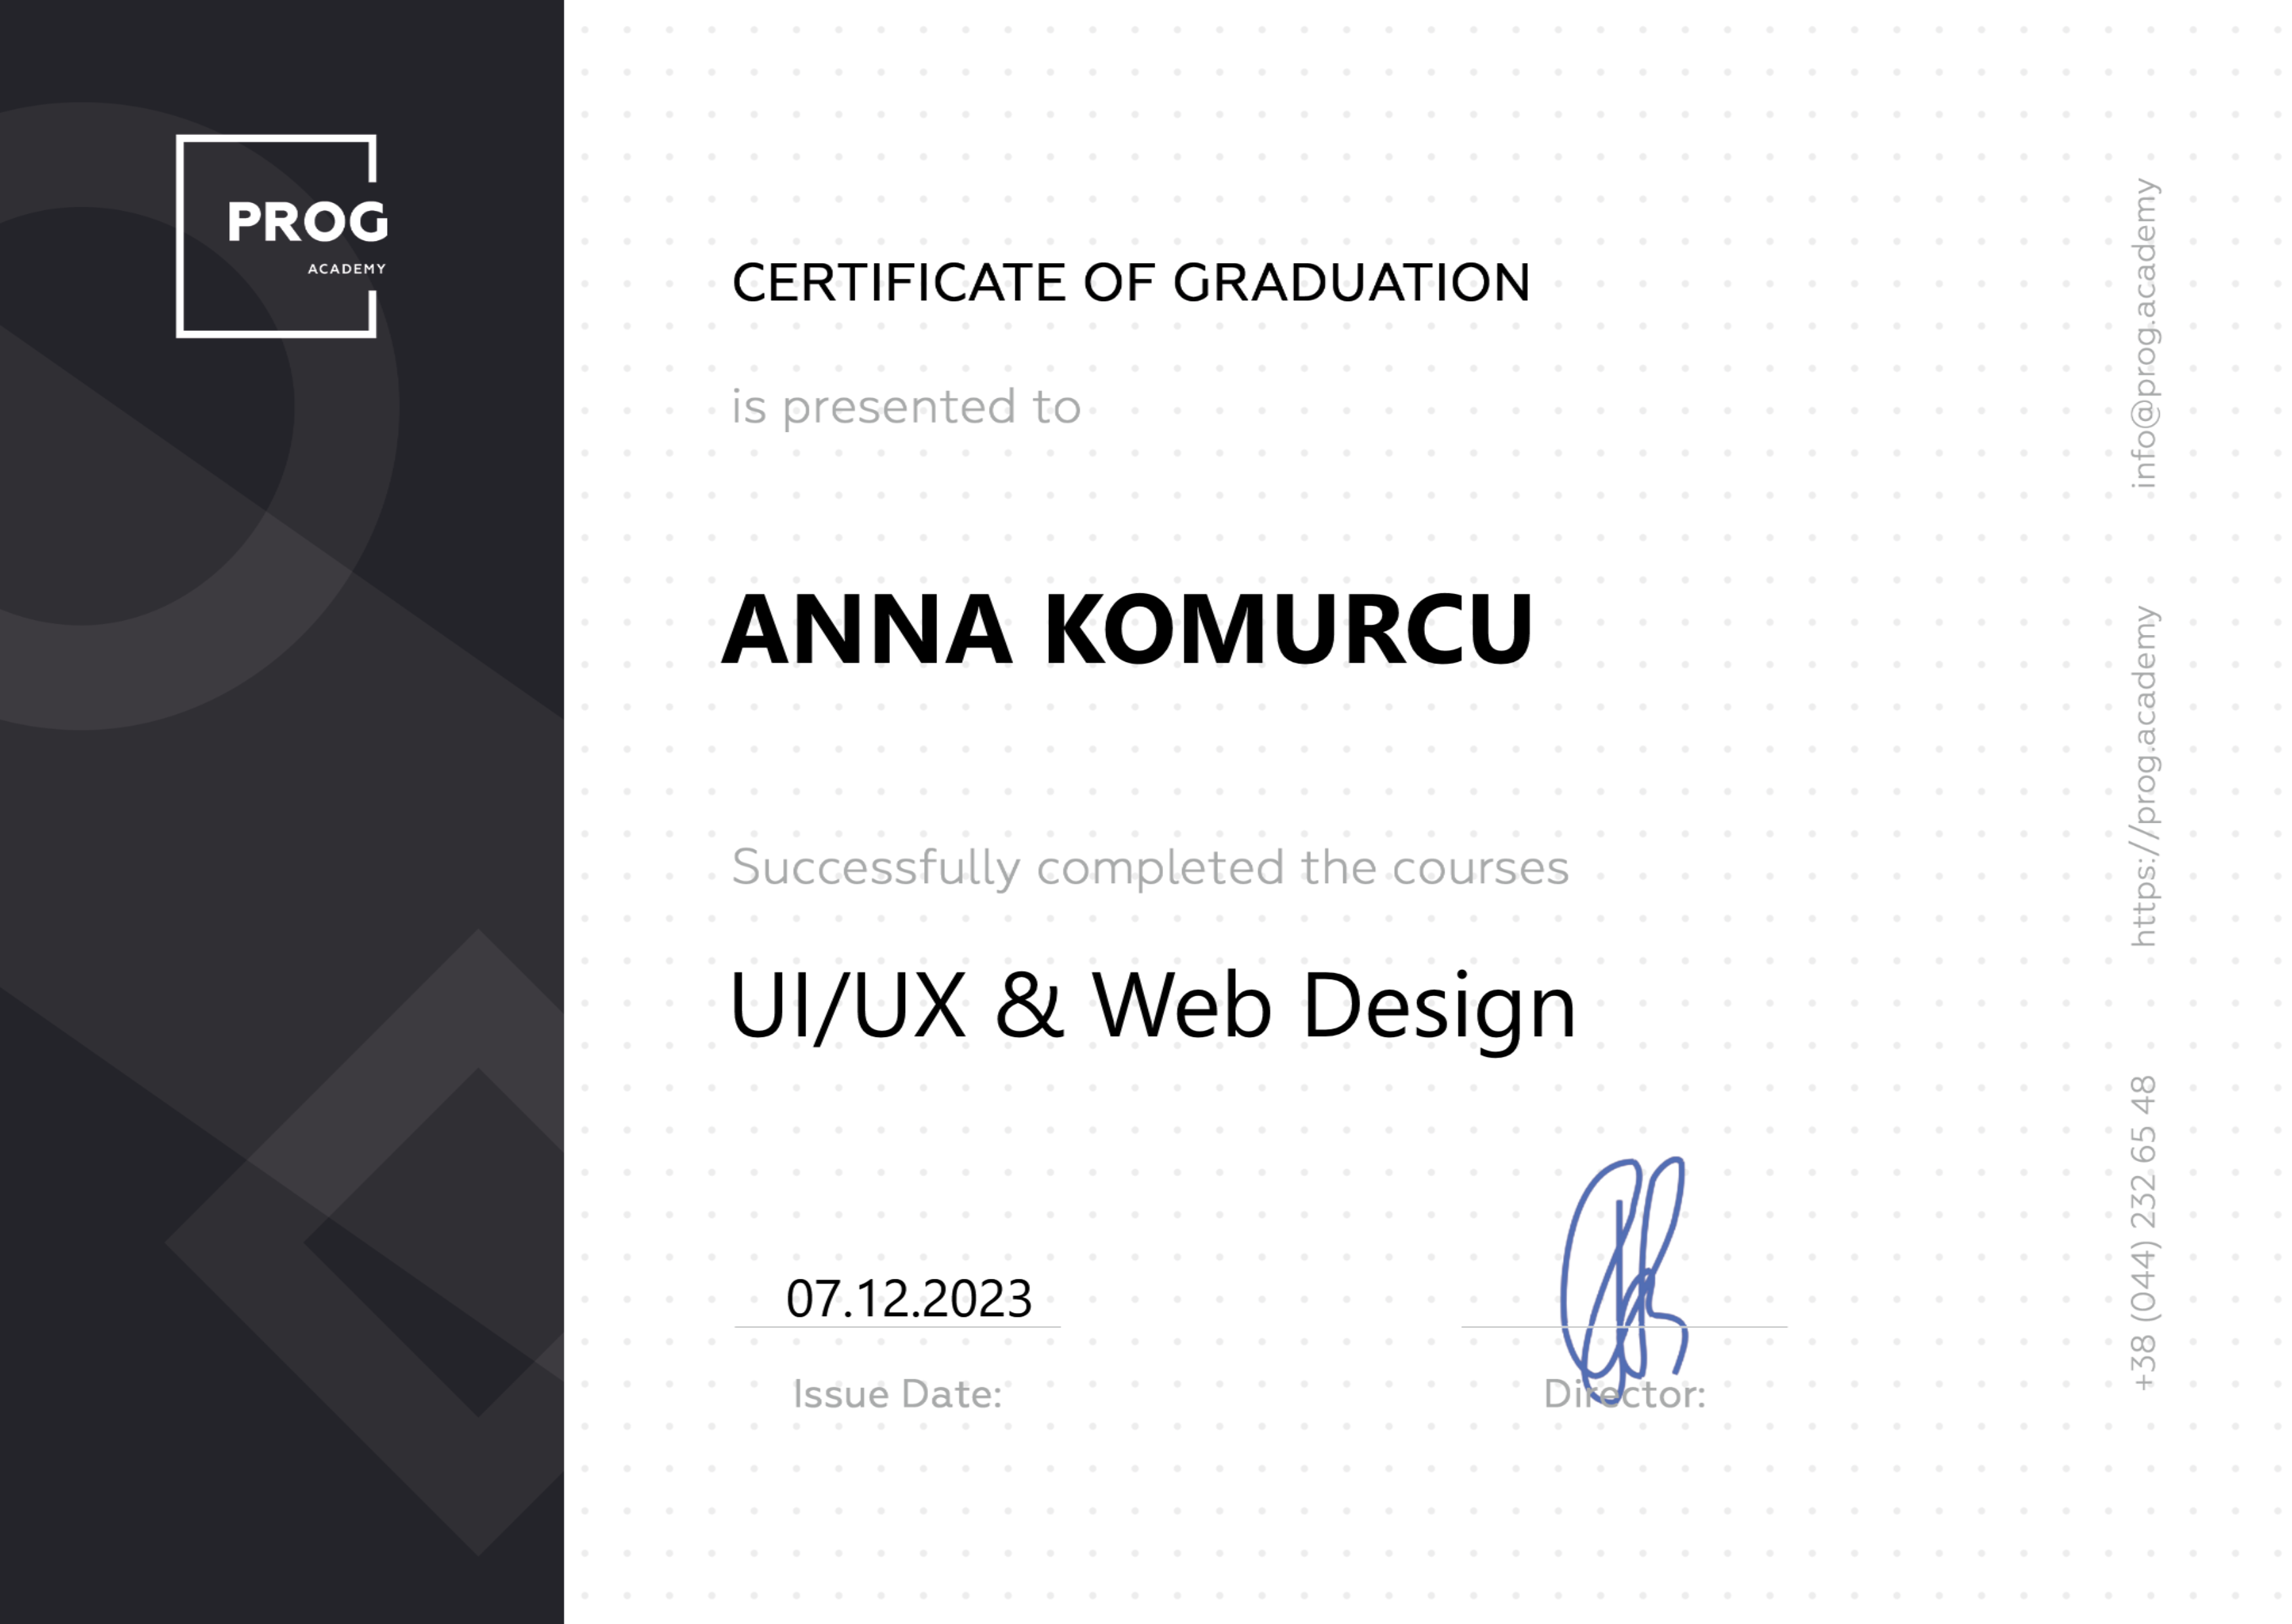 PROG
ACADEMY
CERTIFICATE OF GRADUATION
is presented to
ANNA KOMURCU
Successfully completed the courses
UI/UX & Web Design
07.12.2023
Issue Date:
Director:
info@prog.academy
https://prog.academy
+38 (044) 232 65 48